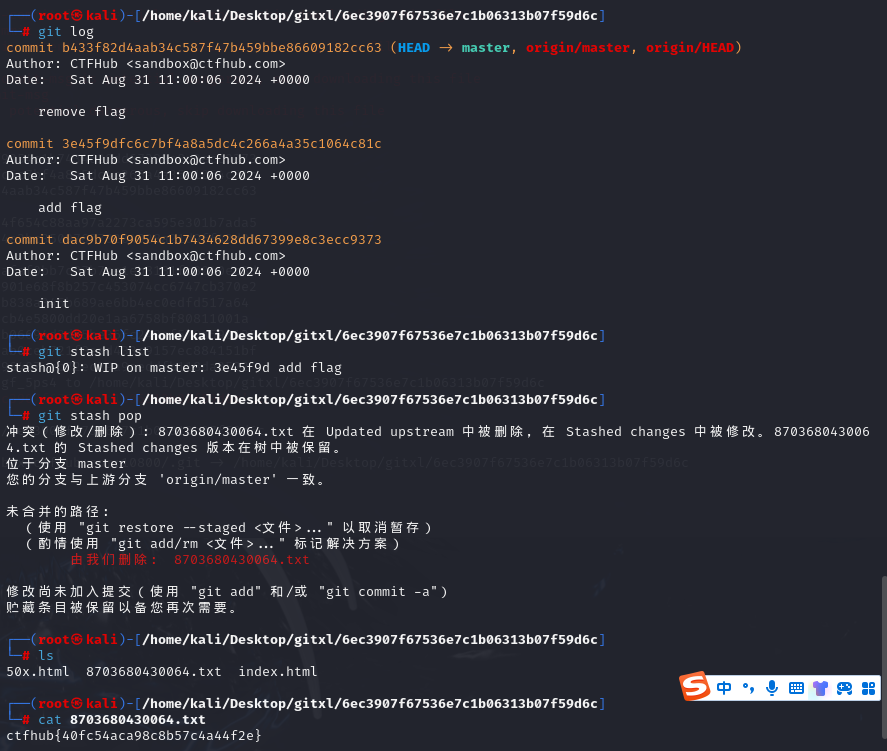 ┌──(root㉿kali)-[/home/kali/Desktop/gitxl/6ec3907f67536e7c1b06313b07f59d6c]
└─# git log
commit b433f82d4aab34c587f47b459bbe86609182cc63 (HEAD -> master, origin/master, origin/HEAD)
Author: CTFHub <sandbox@ctfhub.com>
Date:   Sat Aug 31 11:00:06 2024 +0000
    remove flag
commit 3e45f9dfc6c7bf4a8a5dc4c266a4a35c1064c81c
Author: CTFHub <sandbox@ctfhub.com>
Date:   Sat Aug 31 11:00:06 2024 +0000
    add flag
commit dac9b70f9054c1b7434628dd67399e8c3ecc9373
Author: CTFHub <sandbox@ctfhub.com>
Date:   Sat Aug 31 11:00:06 2024 +0000
    init
┌──(root㉿kali)-[/home/kali/Desktop/gitxl/6ec3907f67536e7c1b06313b07f59d6c]
└─# git stash list
stash@{0}: WIP on master: 3e45f9d add flag
┌──(root㉿kali)-[/home/kali/Desktop/gitxl/6ec3907f67536e7c1b06313b07f59d6c]
└─# git stash pop
冲突（修改/删除）：8703680430064.txt 在 Updated upstream 中被删除，在 Stashed changes 中被修改。870368043006
4.txt 的 Stashed changes 版本在树中被保留。
位于分支 master
您的分支与上游分支 'origin/master' 一致。
未合并的路径：
  （使用 "git restore --staged <文件>..." 以取消暂存）
  （酌情使用 "git add/rm <文件>..." 标记解决方案）
        由我们删除： 8703680430064.txt
修改尚未加入提交（使用 "git add" 和/或 "git commit -a"）
贮藏条目被保留以备您再次需要。
┌──(root㉿kali)-[/home/kali/Desktop/gitxl/6ec3907f67536e7c1b06313b07f59d6c]
└─# ls
50x.html  8703680430064.txt  index.html
┌──(root㉿kali)-[/home/kali/Desktop/gitxl/6ec3907f67536e7c1b06313b07f59d6c]
└─# cat 8703680430064.txt
ctfhub{40fc54aca98c8b57c4a44f2e}
中